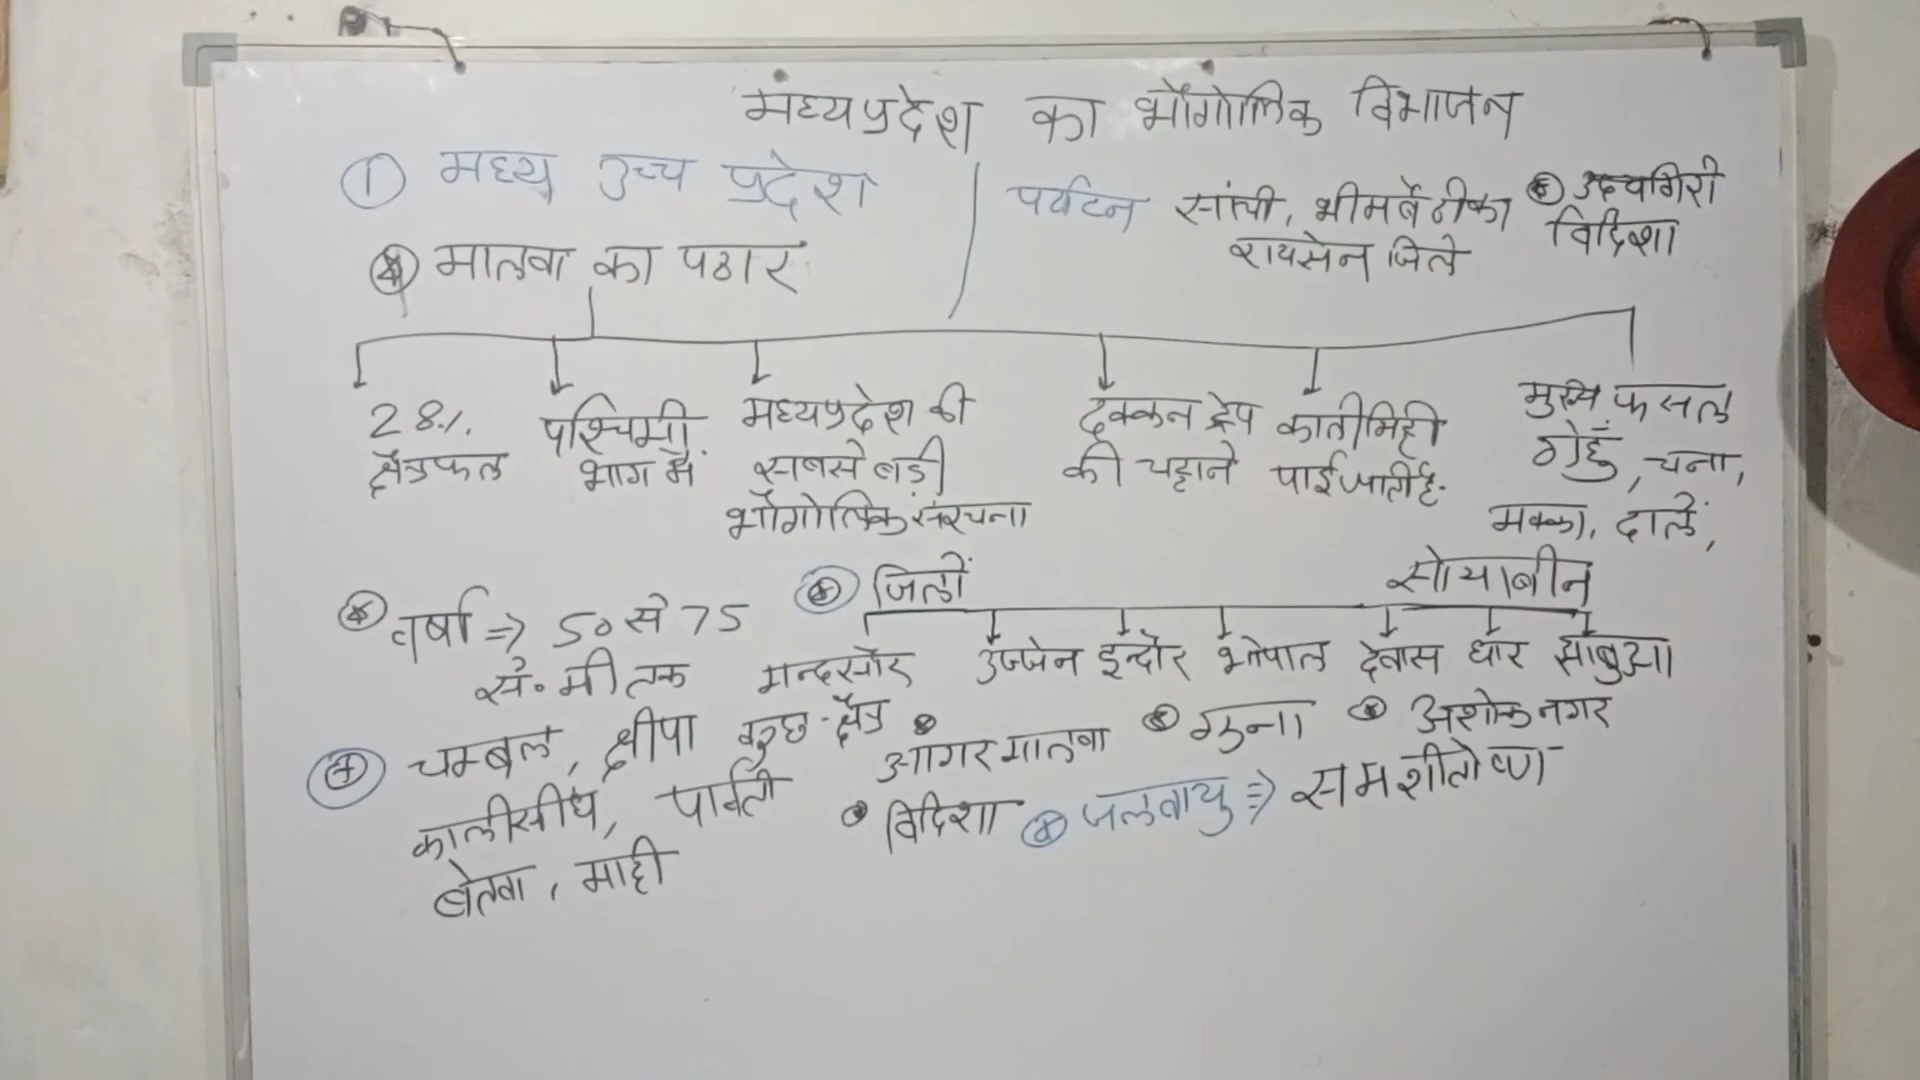 मध्यप्रदेश का भौगोलिक विभाजन
① मध्य उच्च प्रदेश
पर्यटन सांची, भीमबेठीका
रायसेन जिले
उदयगिरी
विदिशा
मालवा का पठार
28%
क्षेत्रफल
पश्चिमी
भाग में
मध्यप्रदेश की
सबसे बड़ी
भौगोलिक संरचना
दक्कन ट्रेप
की चट्टाने
कालीमिट्टी
पाई जाती है.
मुख्य फसल
गेहुँ, चना,
मक्का, दालें,
सोयाबीन
वर्षा ⇒ 50 से 75
से. मी तक
जिलों
मन्दसौर उज्जेन इन्दौर भोपाल देवास धार झाबुआ
कुछ-क्षेत्र
आगर मालवा गुना अशोक नगर
विदिशा जलवायु ⇒ समशीतोष्ण
चम्बल, क्षीपा
कालीसींध, पार्वती
बेतवा, माही